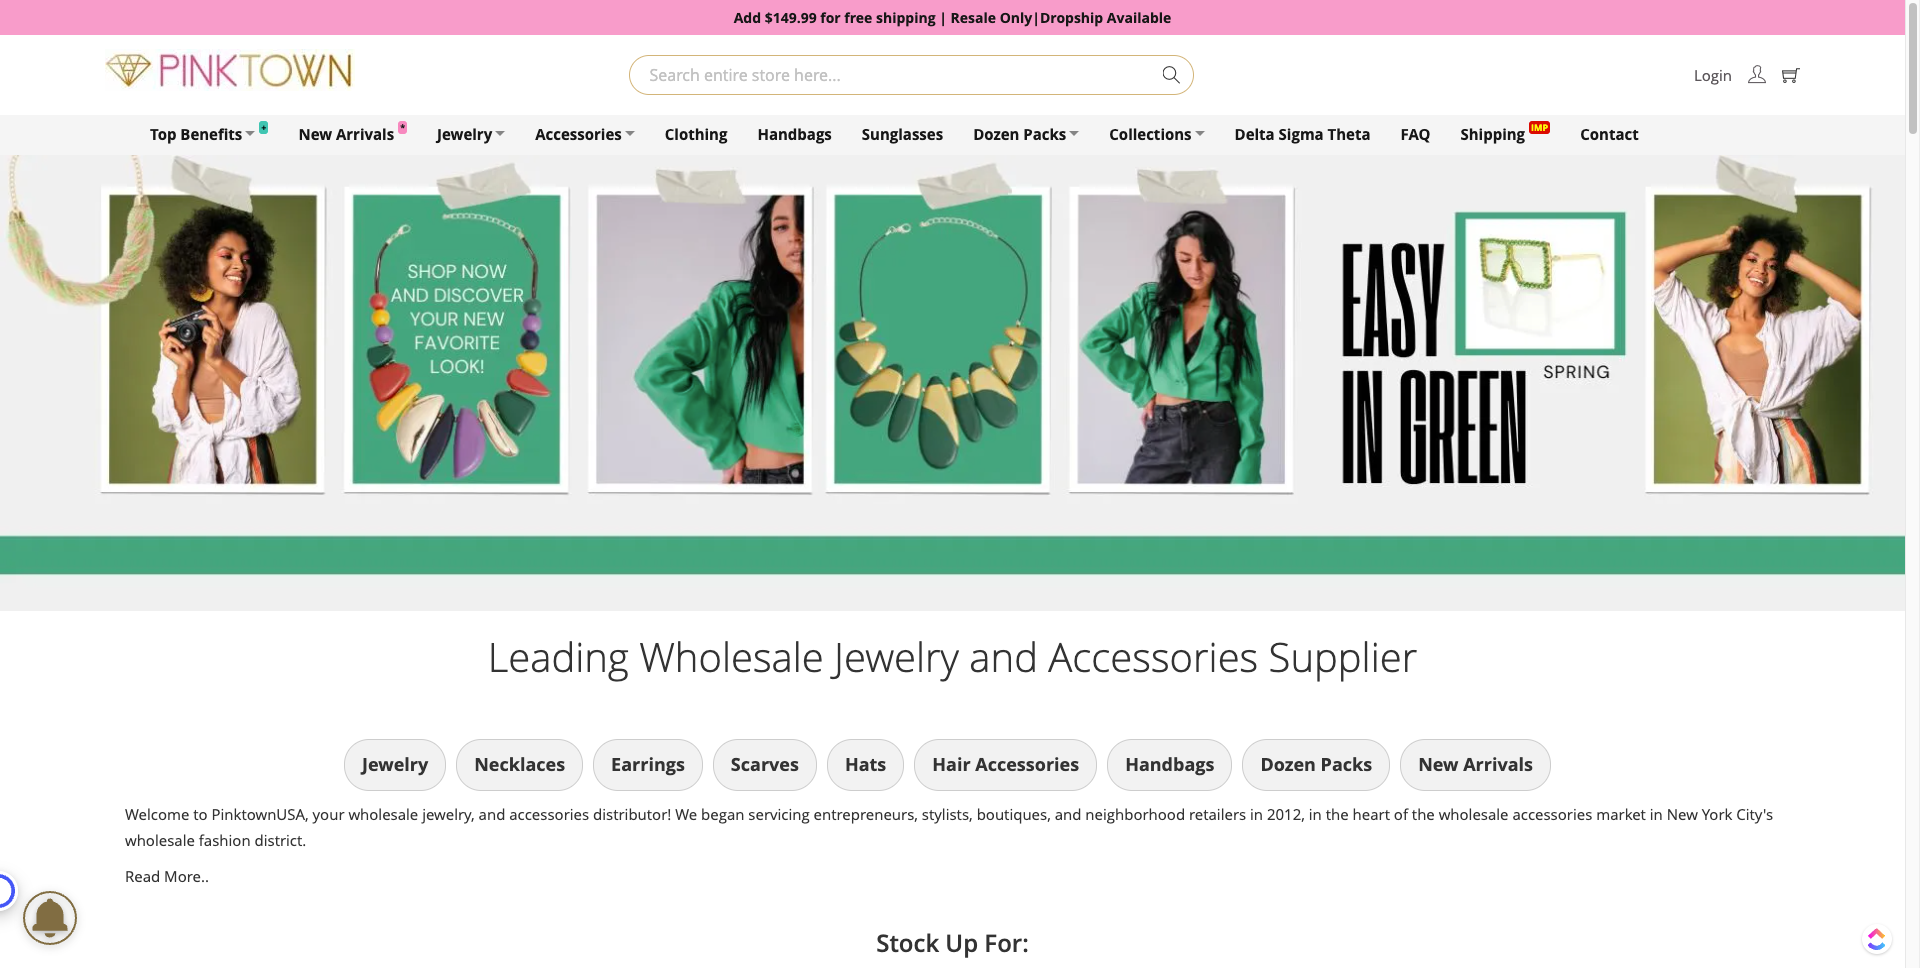 Add $149.99 for free shipping | Resale Only|Dropship Available
PINKTOWN
Search entire store here...
Login
Top Benefits
+
New Arrivals
*
Jewelry
Accessories
Clothing
Handbags
Sunglasses
Dozen Packs
Collections
Delta Sigma Theta
FAQ
Shipping
IMP
Contact
SHOP NOW
AND DISCOVER
YOUR NEW
FAVORITE
LOOK!
EASY
IN GREEN
SPRING
Leading Wholesale Jewelry and Accessories Supplier
Jewelry
Necklaces
Earrings
Scarves
Hats
Hair Accessories
Handbags
Dozen Packs
New Arrivals
Welcome to PinktownUSA, your wholesale jewelry, and accessories distributor! We began servicing entrepreneurs, stylists, boutiques, and neighborhood retailers in 2012, in the heart of the wholesale accessories market in New York City's
wholesale fashion district.
Read More..
Stock Up For: